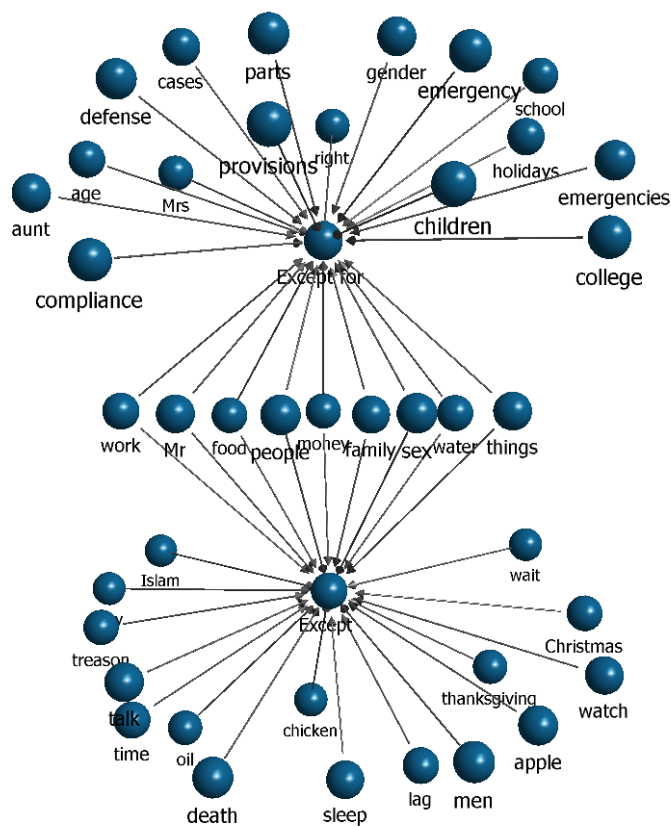 parts
cases
gender
emergency
defense
school
provisions
right
holidays
age
Mrs
emergencies
aunt
children
compliance
Except for
college
work
Mr
food
people
money
family
sex
water
things
Islam
wait
Except
treason
Christmas
thanksgiving
talk
chicken
watch
time
oil
apple
death
sleep
lag
men